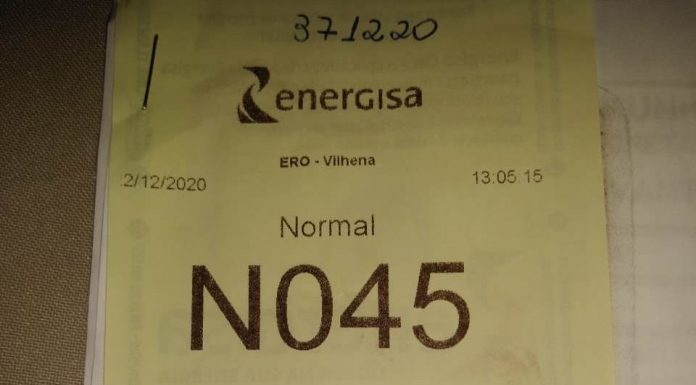 371220
energisa
ERO - Vilhena
2/12/2020 13:05:15
Normal
N045